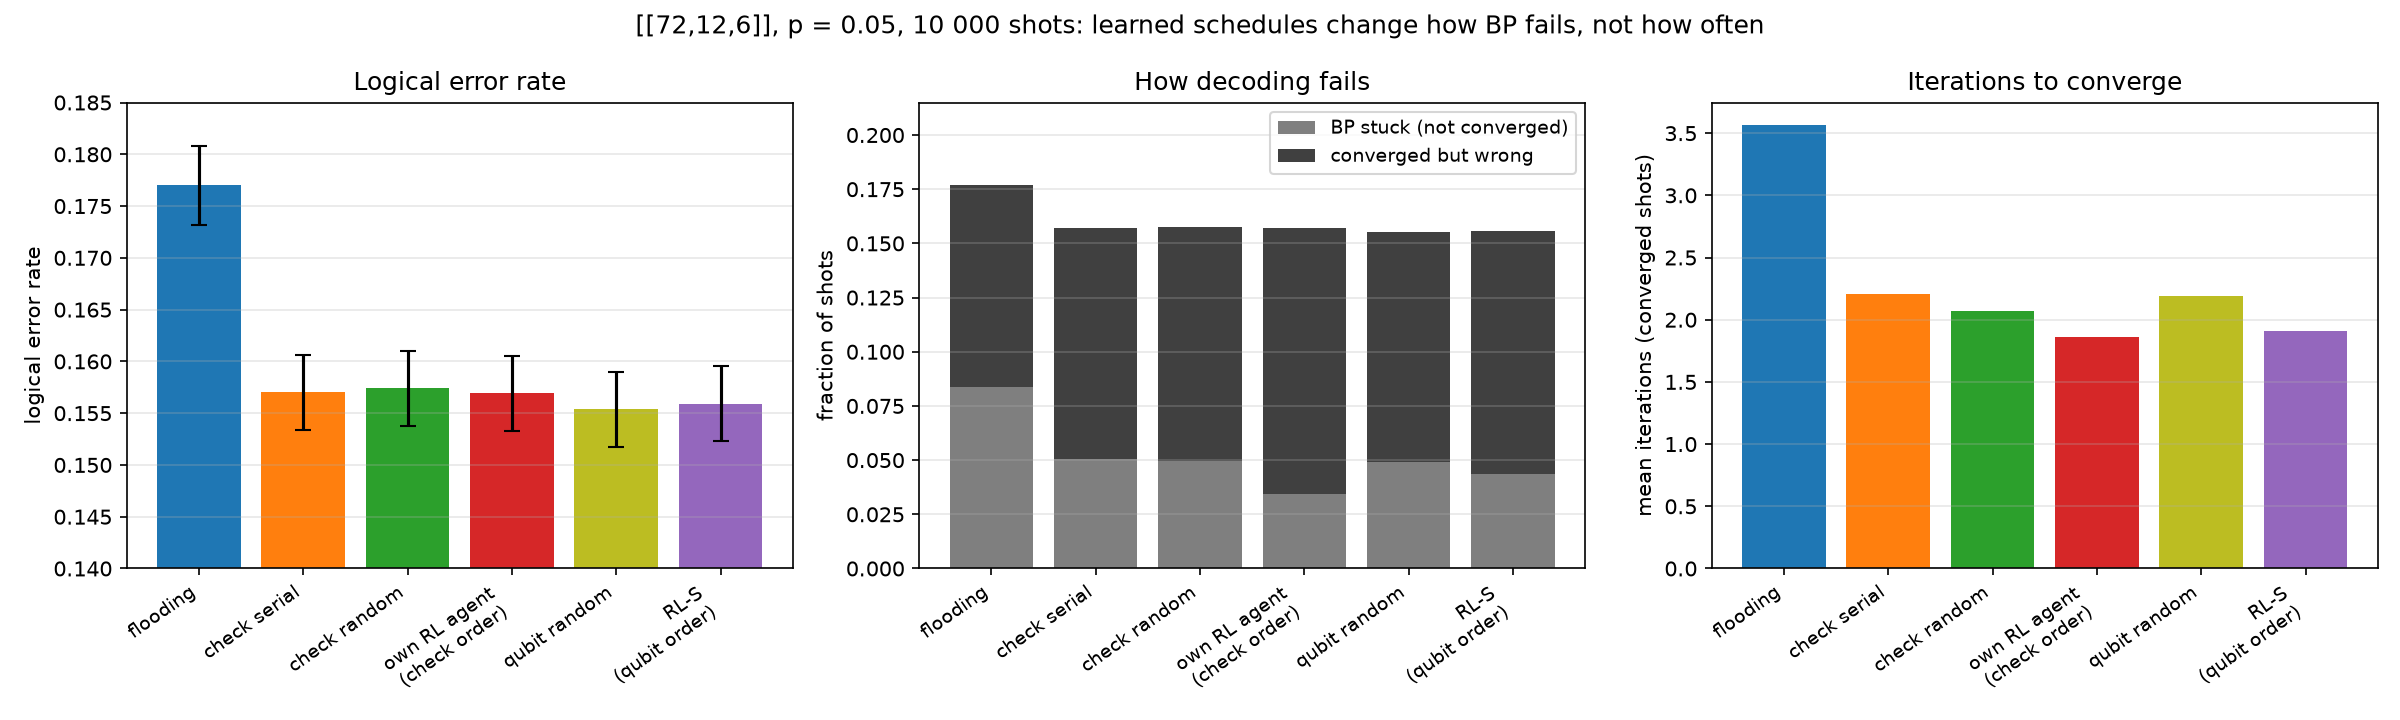 [[72,12,6]], p = 0.05, 10 000 shots: learned schedules change how BP fails, not how often
Logical error rate
logical error rate
0.185
0.180
0.175
0.170
0.165
0.160
0.155
0.150
0.145
0.140
flooding
check serial
check random
own RL agent
(check order)
qubit random
RL-S
(qubit order)
How decoding fails
fraction of shots
0.200
0.175
0.150
0.125
0.100
0.075
0.050
0.025
0.000
BP stuck (not converged)
converged but wrong
flooding
check serial
check random
own RL agent
(check order)
qubit random
RL-S
(qubit order)
Iterations to converge
mean iterations (converged shots)
3.5
3.0
2.5
2.0
1.5
1.0
0.5
0.0
flooding
check serial
check random
own RL agent
(check order)
qubit random
RL-S
(qubit order)